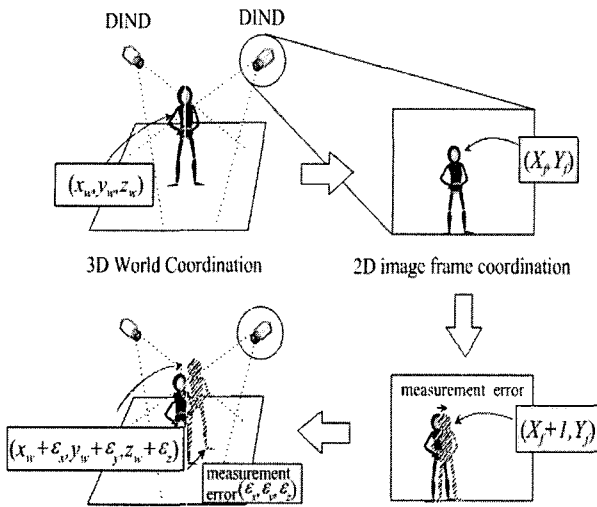 DIND DIND
(x_w, y_w, z_w)
(X_f, Y_f)
3D World Coordination
2D image frame coordination
measurement error
(X_f+1, Y_f)
(x_w + ε_x, y_w + ε_y, z_w + ε_z)
measurement
error(ε_x, ε_y, ε_z)